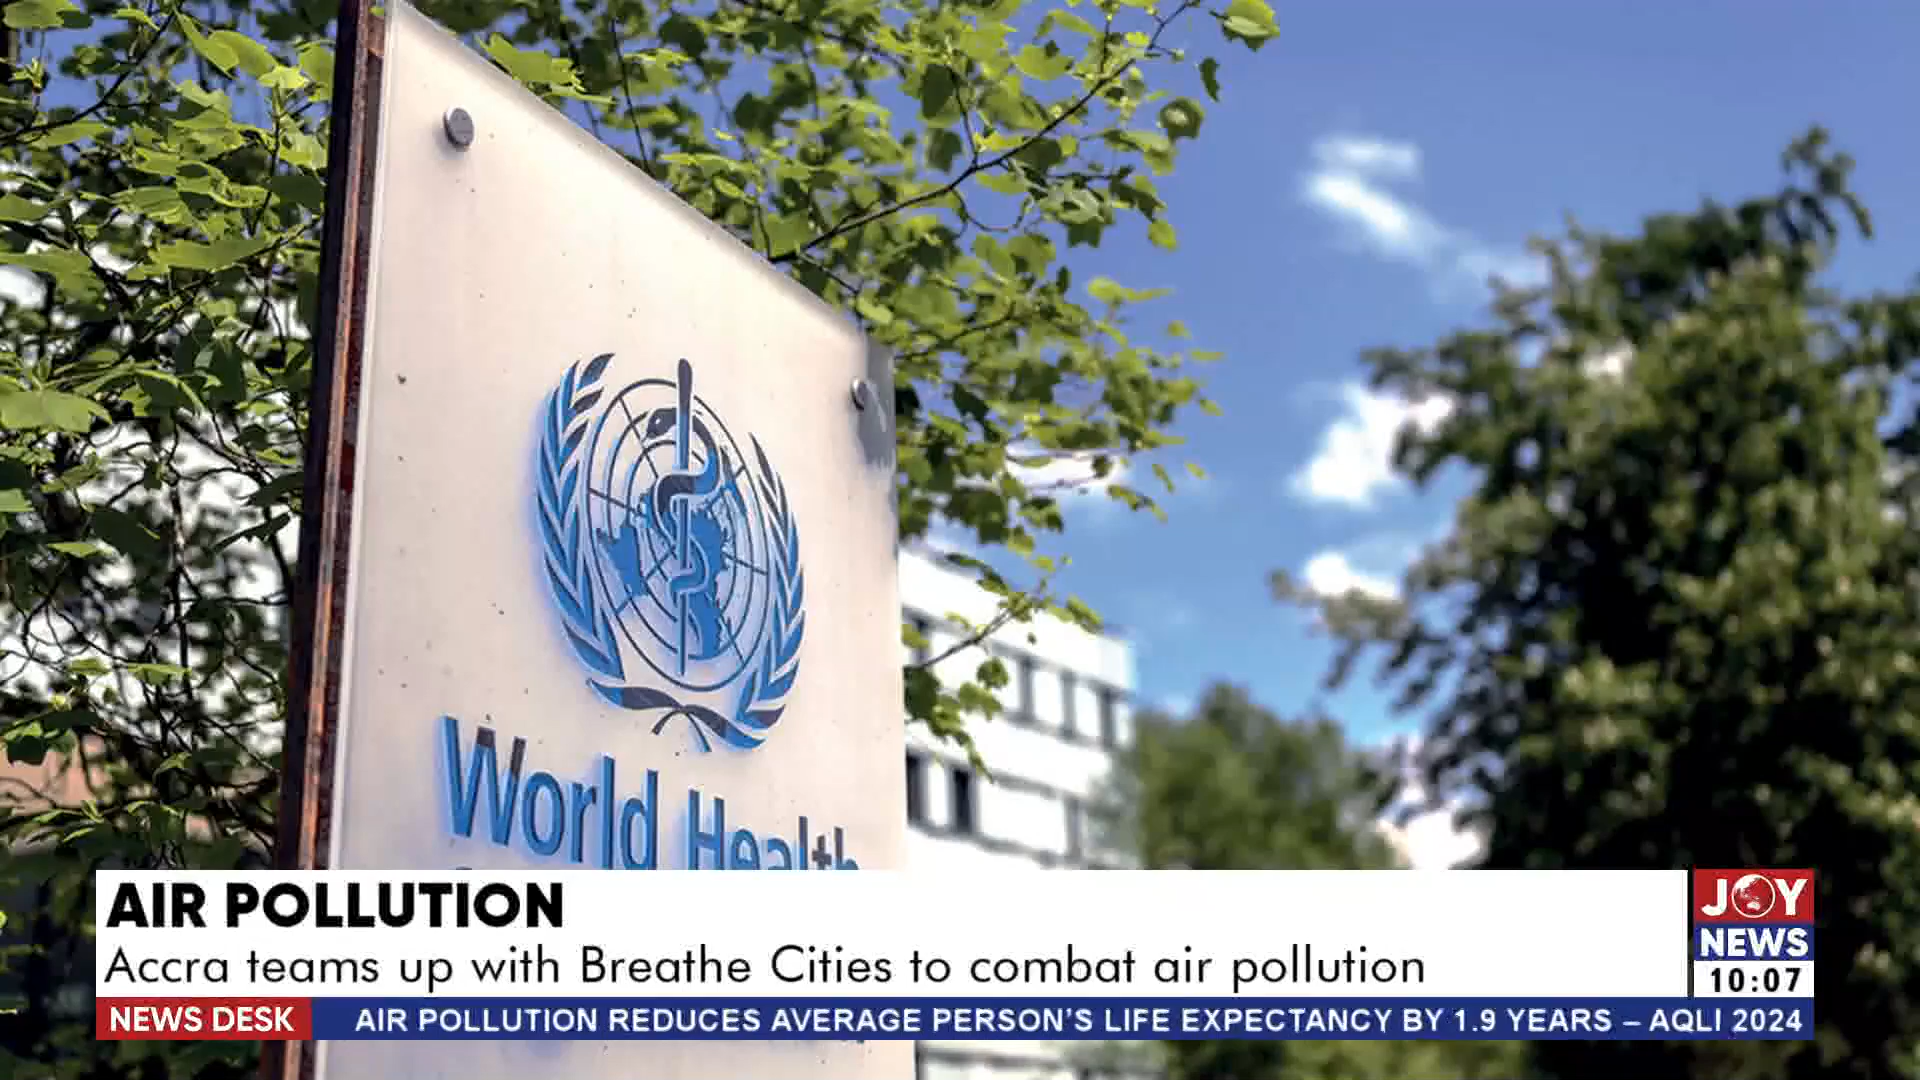 World Health
AIR POLLUTION
Accra teams up with Breathe Cities to combat air pollution
JOY
NEWS
10:07
NEWS DESK
AIR POLLUTION REDUCES AVERAGE PERSON'S LIFE EXPECTANCY BY 1.9 YEARS – AQLI 2024